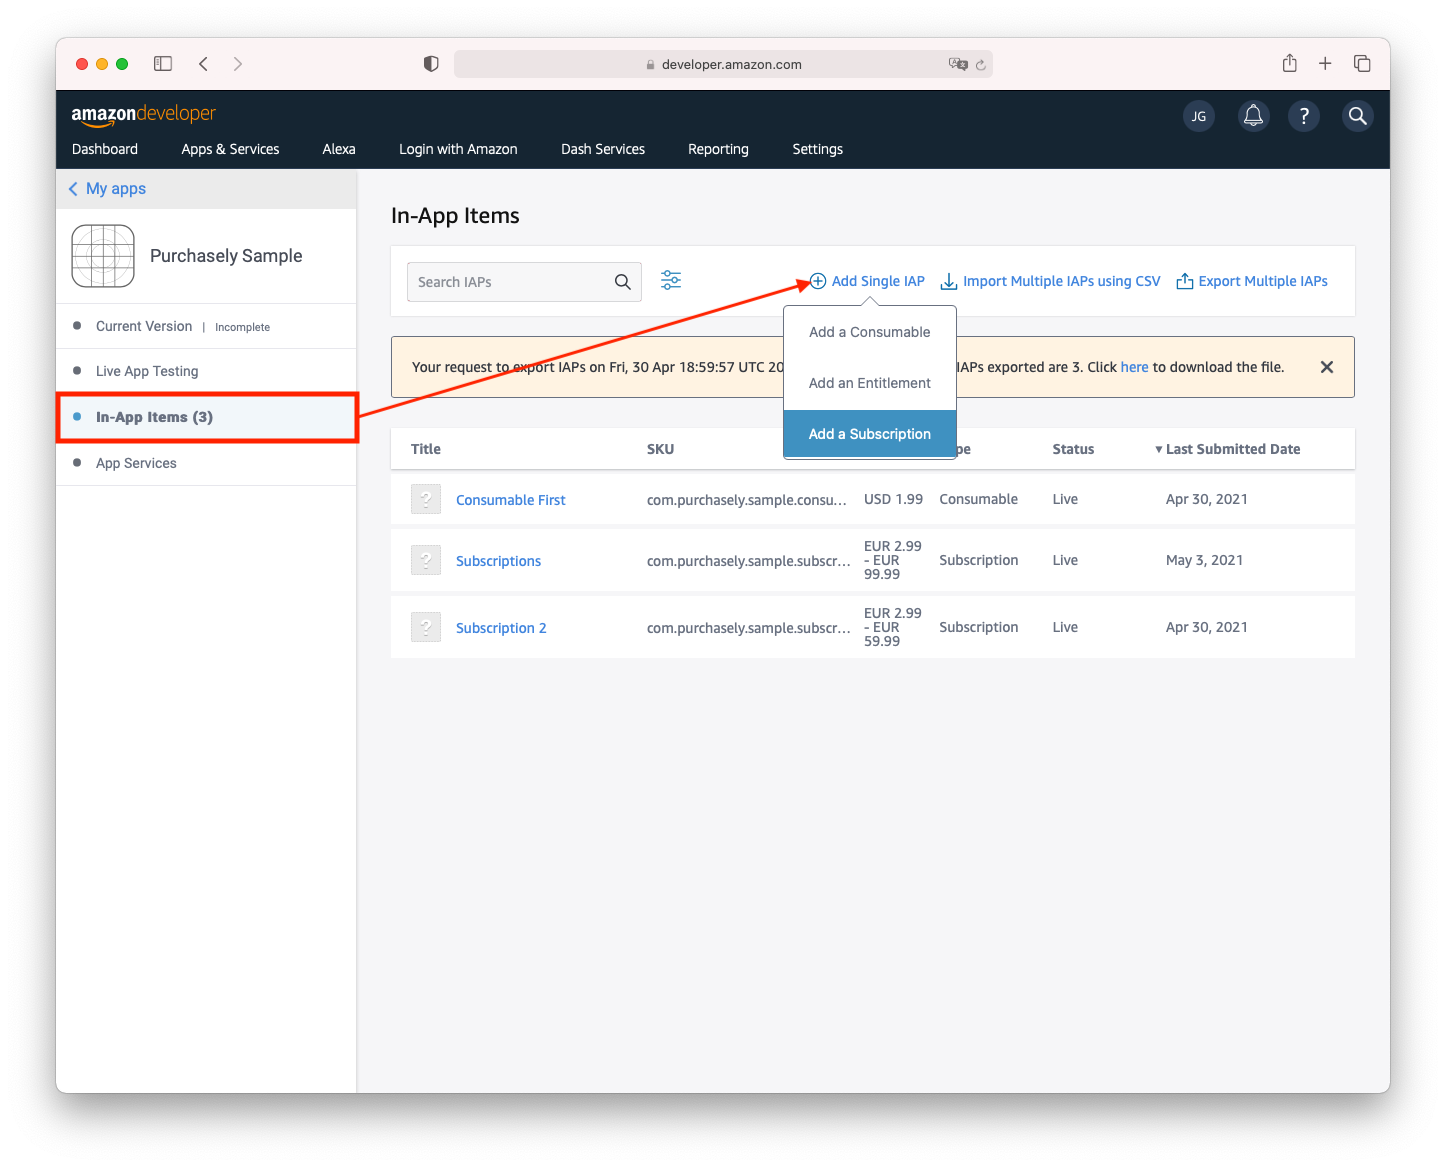 developer.amazon.com
amazondeveloper
JG
?
Dashboard Apps & Services Alexa Login with Amazon Dash Services Reporting Settings
My apps
Purchasely Sample
Current Version | Incomplete
Live App Testing
In-App Items (3)
App Services
In-App Items
Search IAPs
Add Single IAP Import Multiple IAPs using CSV Export Multiple IAPs
Add a Consumable
Add an Entitlement
Add a Subscription
Your request to export IAPs on Fri, 30 Apr 18:59:57 UTC 20 IAPs exported are 3. Click here to download the file.
Title SKU pe Status Last Submitted Date
? Consumable First com.purchasely.sample.consu... USD 1.99 Consumable Live Apr 30, 2021
? Subscriptions com.purchasely.sample.subscr... EUR 2.99 - EUR 99.99 Subscription Live May 3, 2021
? Subscription 2 com.purchasely.sample.subscr... EUR 2.99 - EUR 59.99 Subscription Live Apr 30, 2021